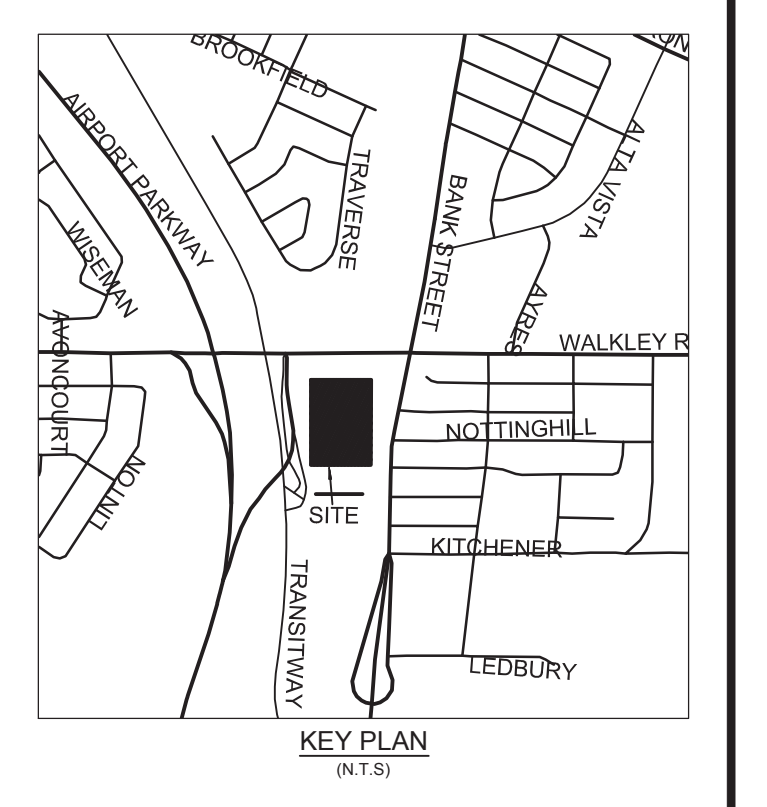 BROOKFIELD
AIRPORT PARKWAY
TRAVERSE
BANK STREET
ALTA VISTA
WISEMAN
AYRES
AVONCOURT
WALKLEY R
NOTTINGHILL
LINTON
SITE
KITCHENER
TRANSITWAY
LEDBURY
KEY PLAN
(N.T.S)